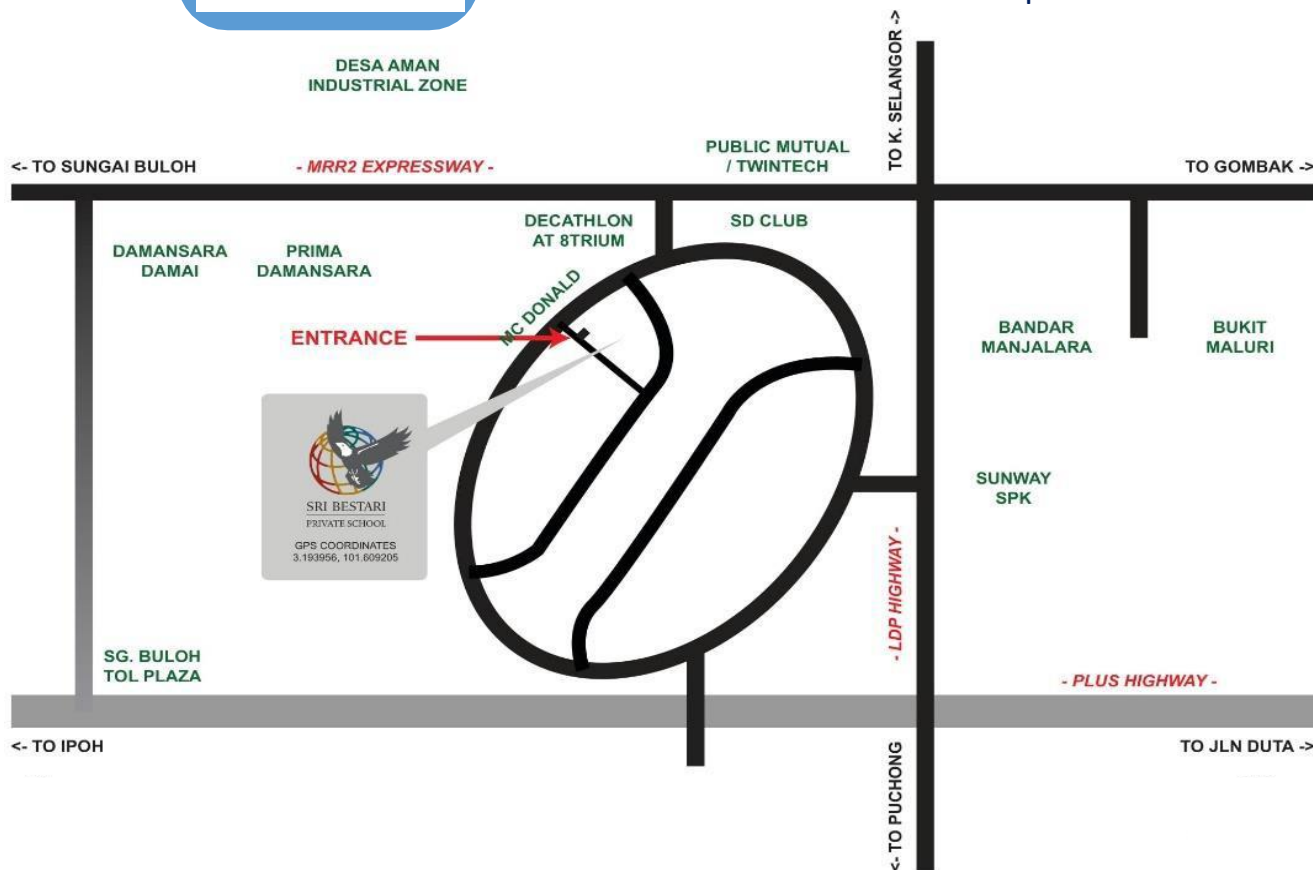 TO K. SELANGOR ->
DESA AMAN
INDUSTRIAL ZONE
PUBLIC MUTUAL
/ TWINTECH
<- TO SUNGAI BULOH
- MRR2 EXPRESSWAY -
TO GOMBAK ->
DECATHLON
AT 8TRIUM
SD CLUB
DAMANSARA
DAMAI
PRIMA
DAMANSARA
MC DONALD
ENTRANCE
BANDAR
MANJALARA
BUKIT
MALURI
SRI BESTARI
PRIVATE SCHOOL
GPS COORDINATES
3.193956, 101.609205
SUNWAY
SPK
- LDP HIGHWAY -
SG. BULOH
TOL PLAZA
- PLUS HIGHWAY -
<- TO IPOH
TO JLN DUTA ->
<- TO PUCHONG